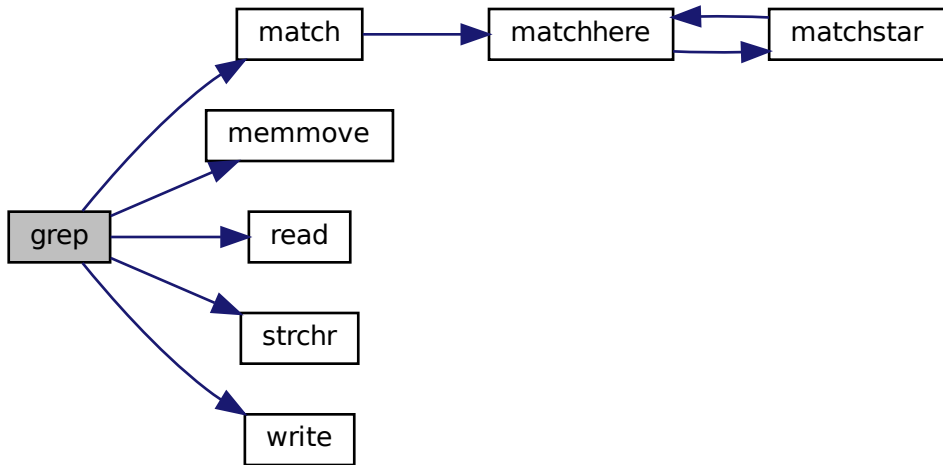 match
matchhere
matchstar
memmove
grep
read
strchr
write